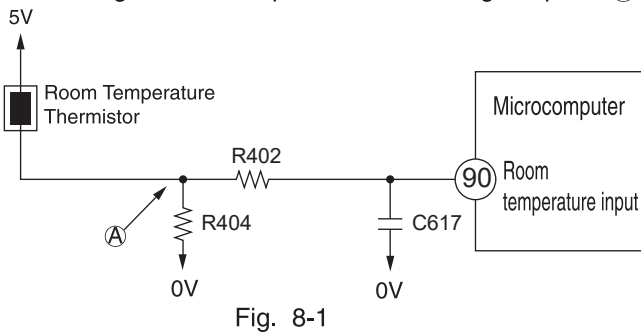 5V
Room Temperature
Thermistor
R402
R404
0V
A
C617
0V
90
Microcomputer
Room
temperature input
Fig. 8-1